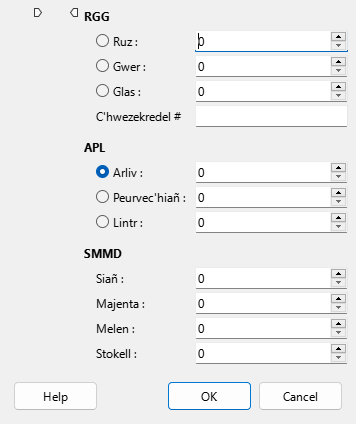 RGG
Ruz : 0
Gwer : 0
Glas : 0
C'hwezekredel #
APL
Arliv : 0
Peurvec'hiañ : 0
Lintr : 0
SMMD
Siañ : 0
Majenta : 0
Melen : 0
Stokell : 0
Help OK Cancel